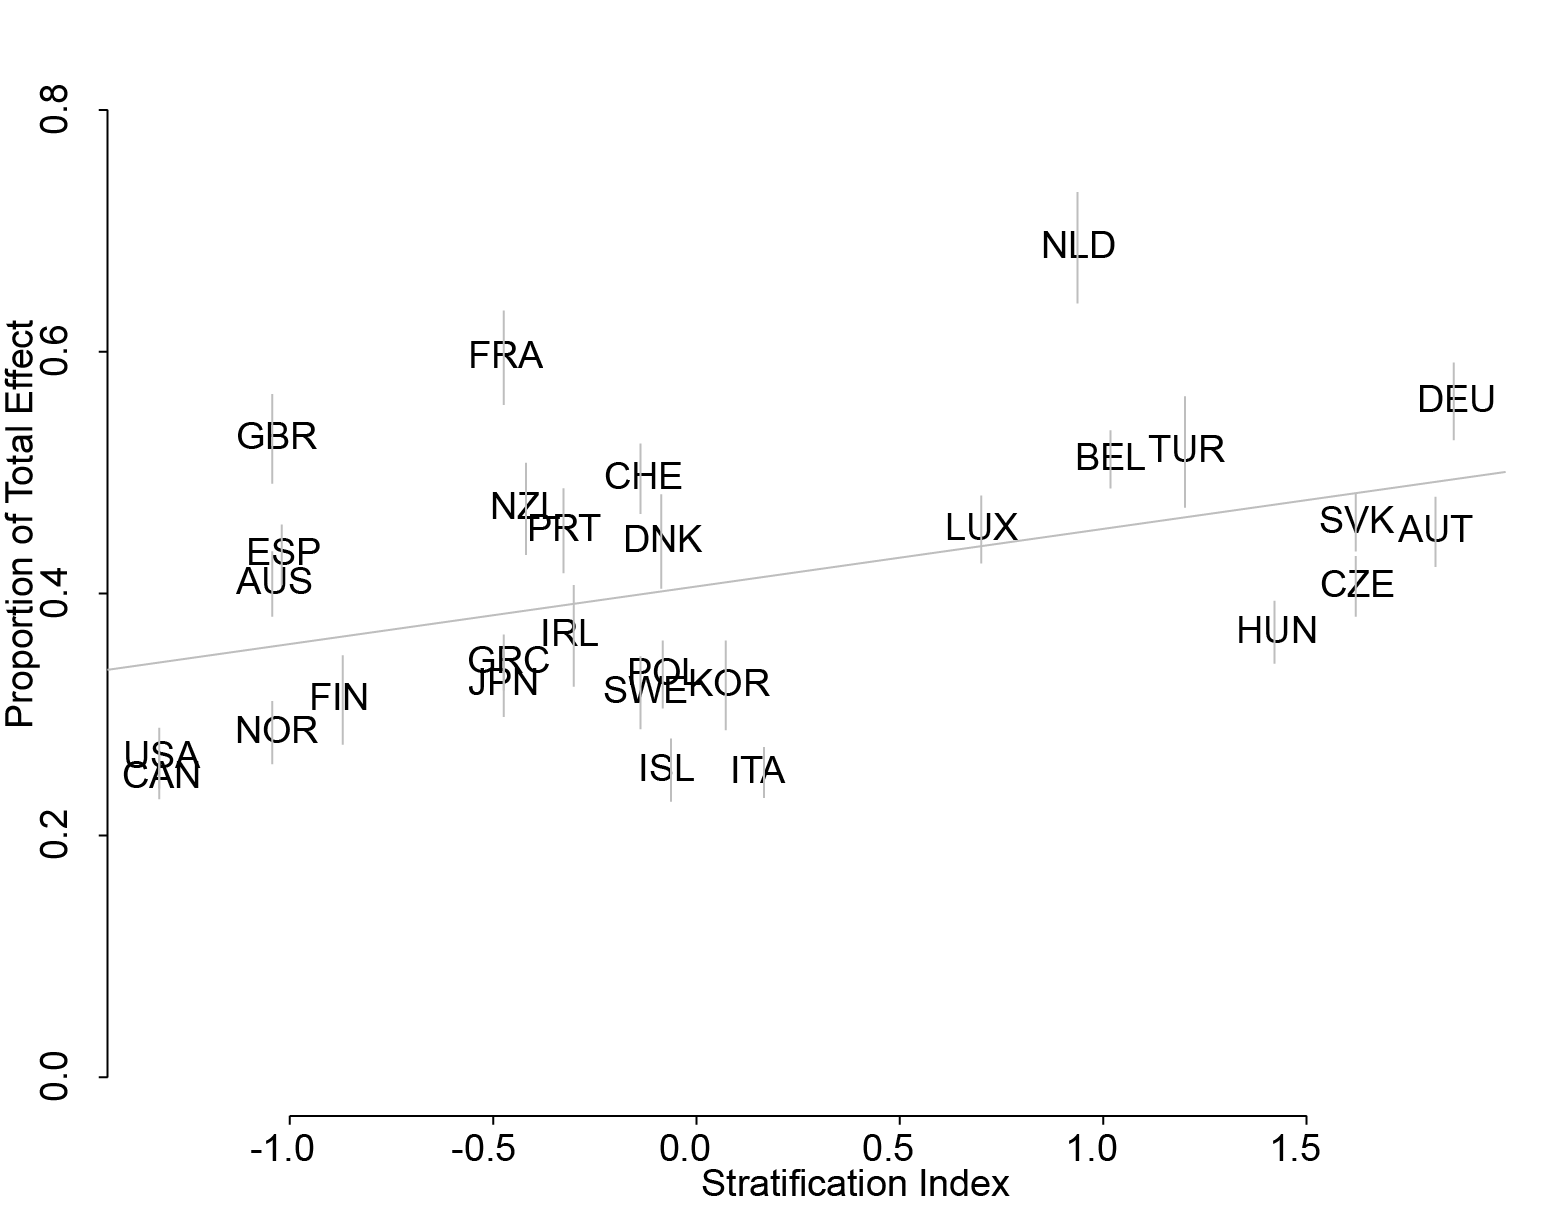 0.8
0.6
0.4
0.2
0.0
Proportion of Total Effect
NLD
FRA
DEU
GBR
TUR
BEL
CHE
NZL
PRT
LUX
SVK
AUT
DNK
ESP
AUS
CZE
HUN
IRL
GRC
JPN
POL
SWE
KOR
FIN
NOR
USA
CAN
ISL
ITA
-1.0 -0.5 0.0 0.5 1.0 1.5
Stratification Index